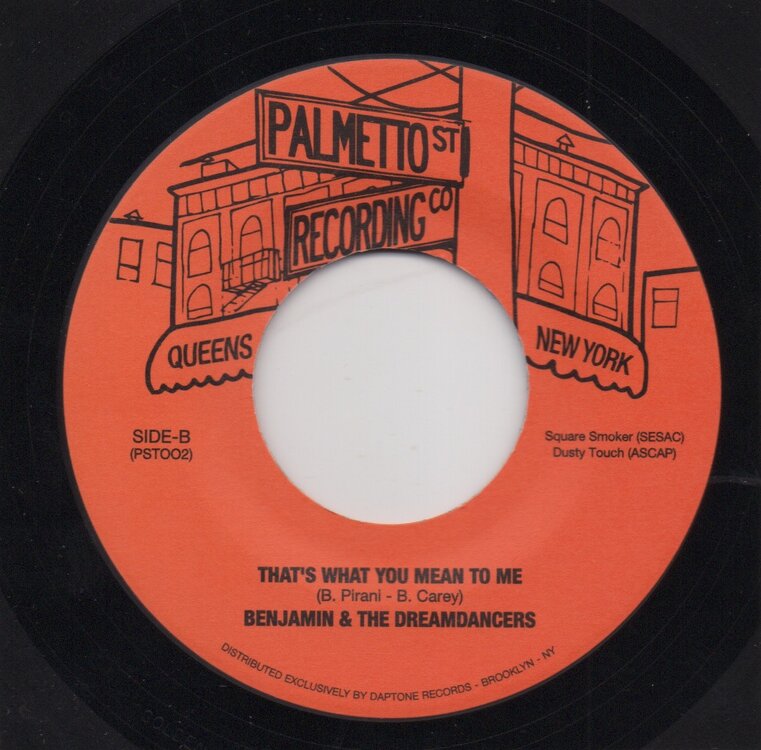 PALMETTO ST
RECORDING CO
QUEENS
NEW YORK
SIDE-B
(PST002)
Square Smoker (SESAC)
Dusty Touch (ASCAP)
THAT'S WHAT YOU MEAN TO ME
(B. Pirani - B. Carey)
BENJAMIN & THE DREAMDANCERS
DISTRIBUTED EXCLUSIVELY BY DAPTONE RECORDS - BROOKLYN - NY